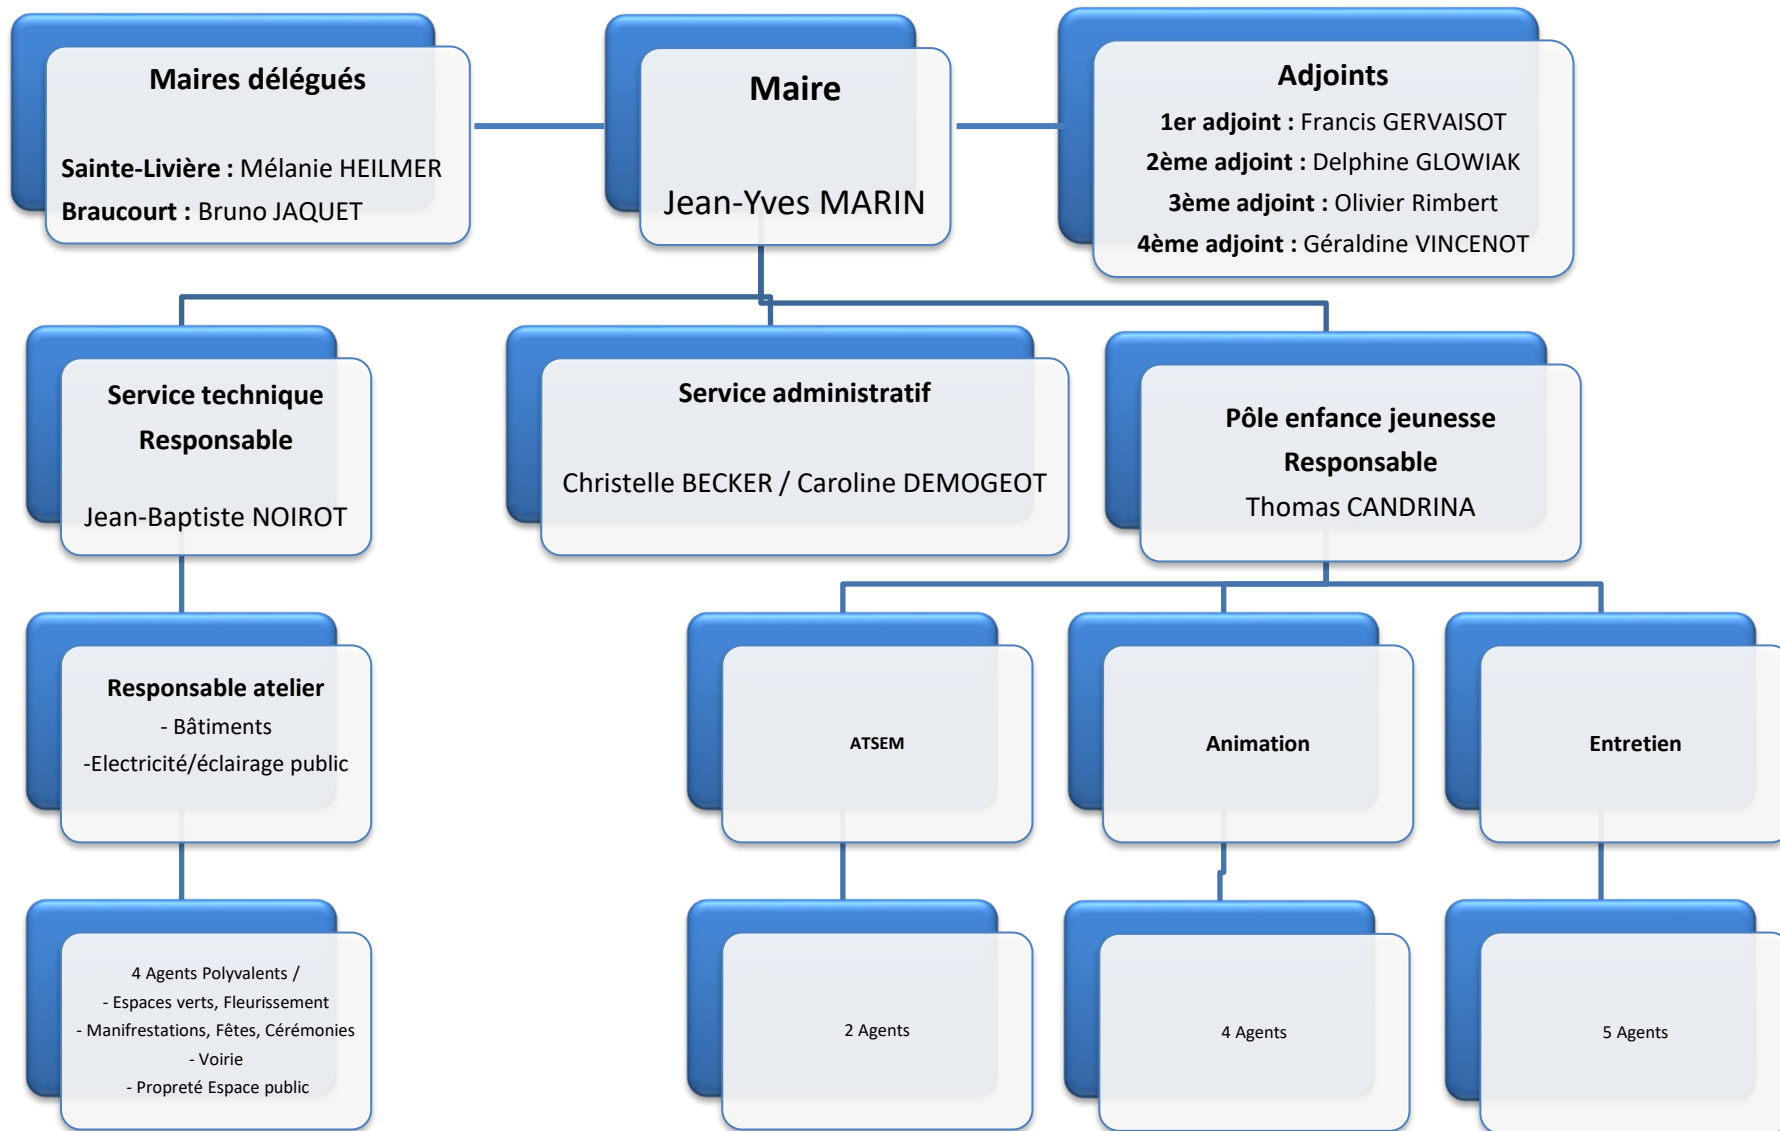 Maires délégués
Sainte-Livière : Mélanie HEILMER
Braucourt : Bruno JAQUET
Maire
Jean-Yves MARIN
Adjoints
1er adjoint : Francis GERVAISOT
2ème adjoint : Delphine GLOWIAK
3ème adjoint : Olivier Rimbert
4ème adjoint : Géraldine VINCENOT
Service technique
Responsable
Jean-Baptiste NOIROT
Service administratif
Christelle BECKER / Caroline DEMOGEOT
Pôle enfance jeunesse
Responsable
Thomas CANDRINA
Responsable atelier
- Bâtiments
-Electricité/éclairage public
ATSEM
Animation
Entretien
4 Agents Polyvalents /
- Espaces verts, Fleurissement
- Manifrestations, Fêtes, Cérémonies
- Voirie
- Propreté Espace public
2 Agents
4 Agents
5 Agents